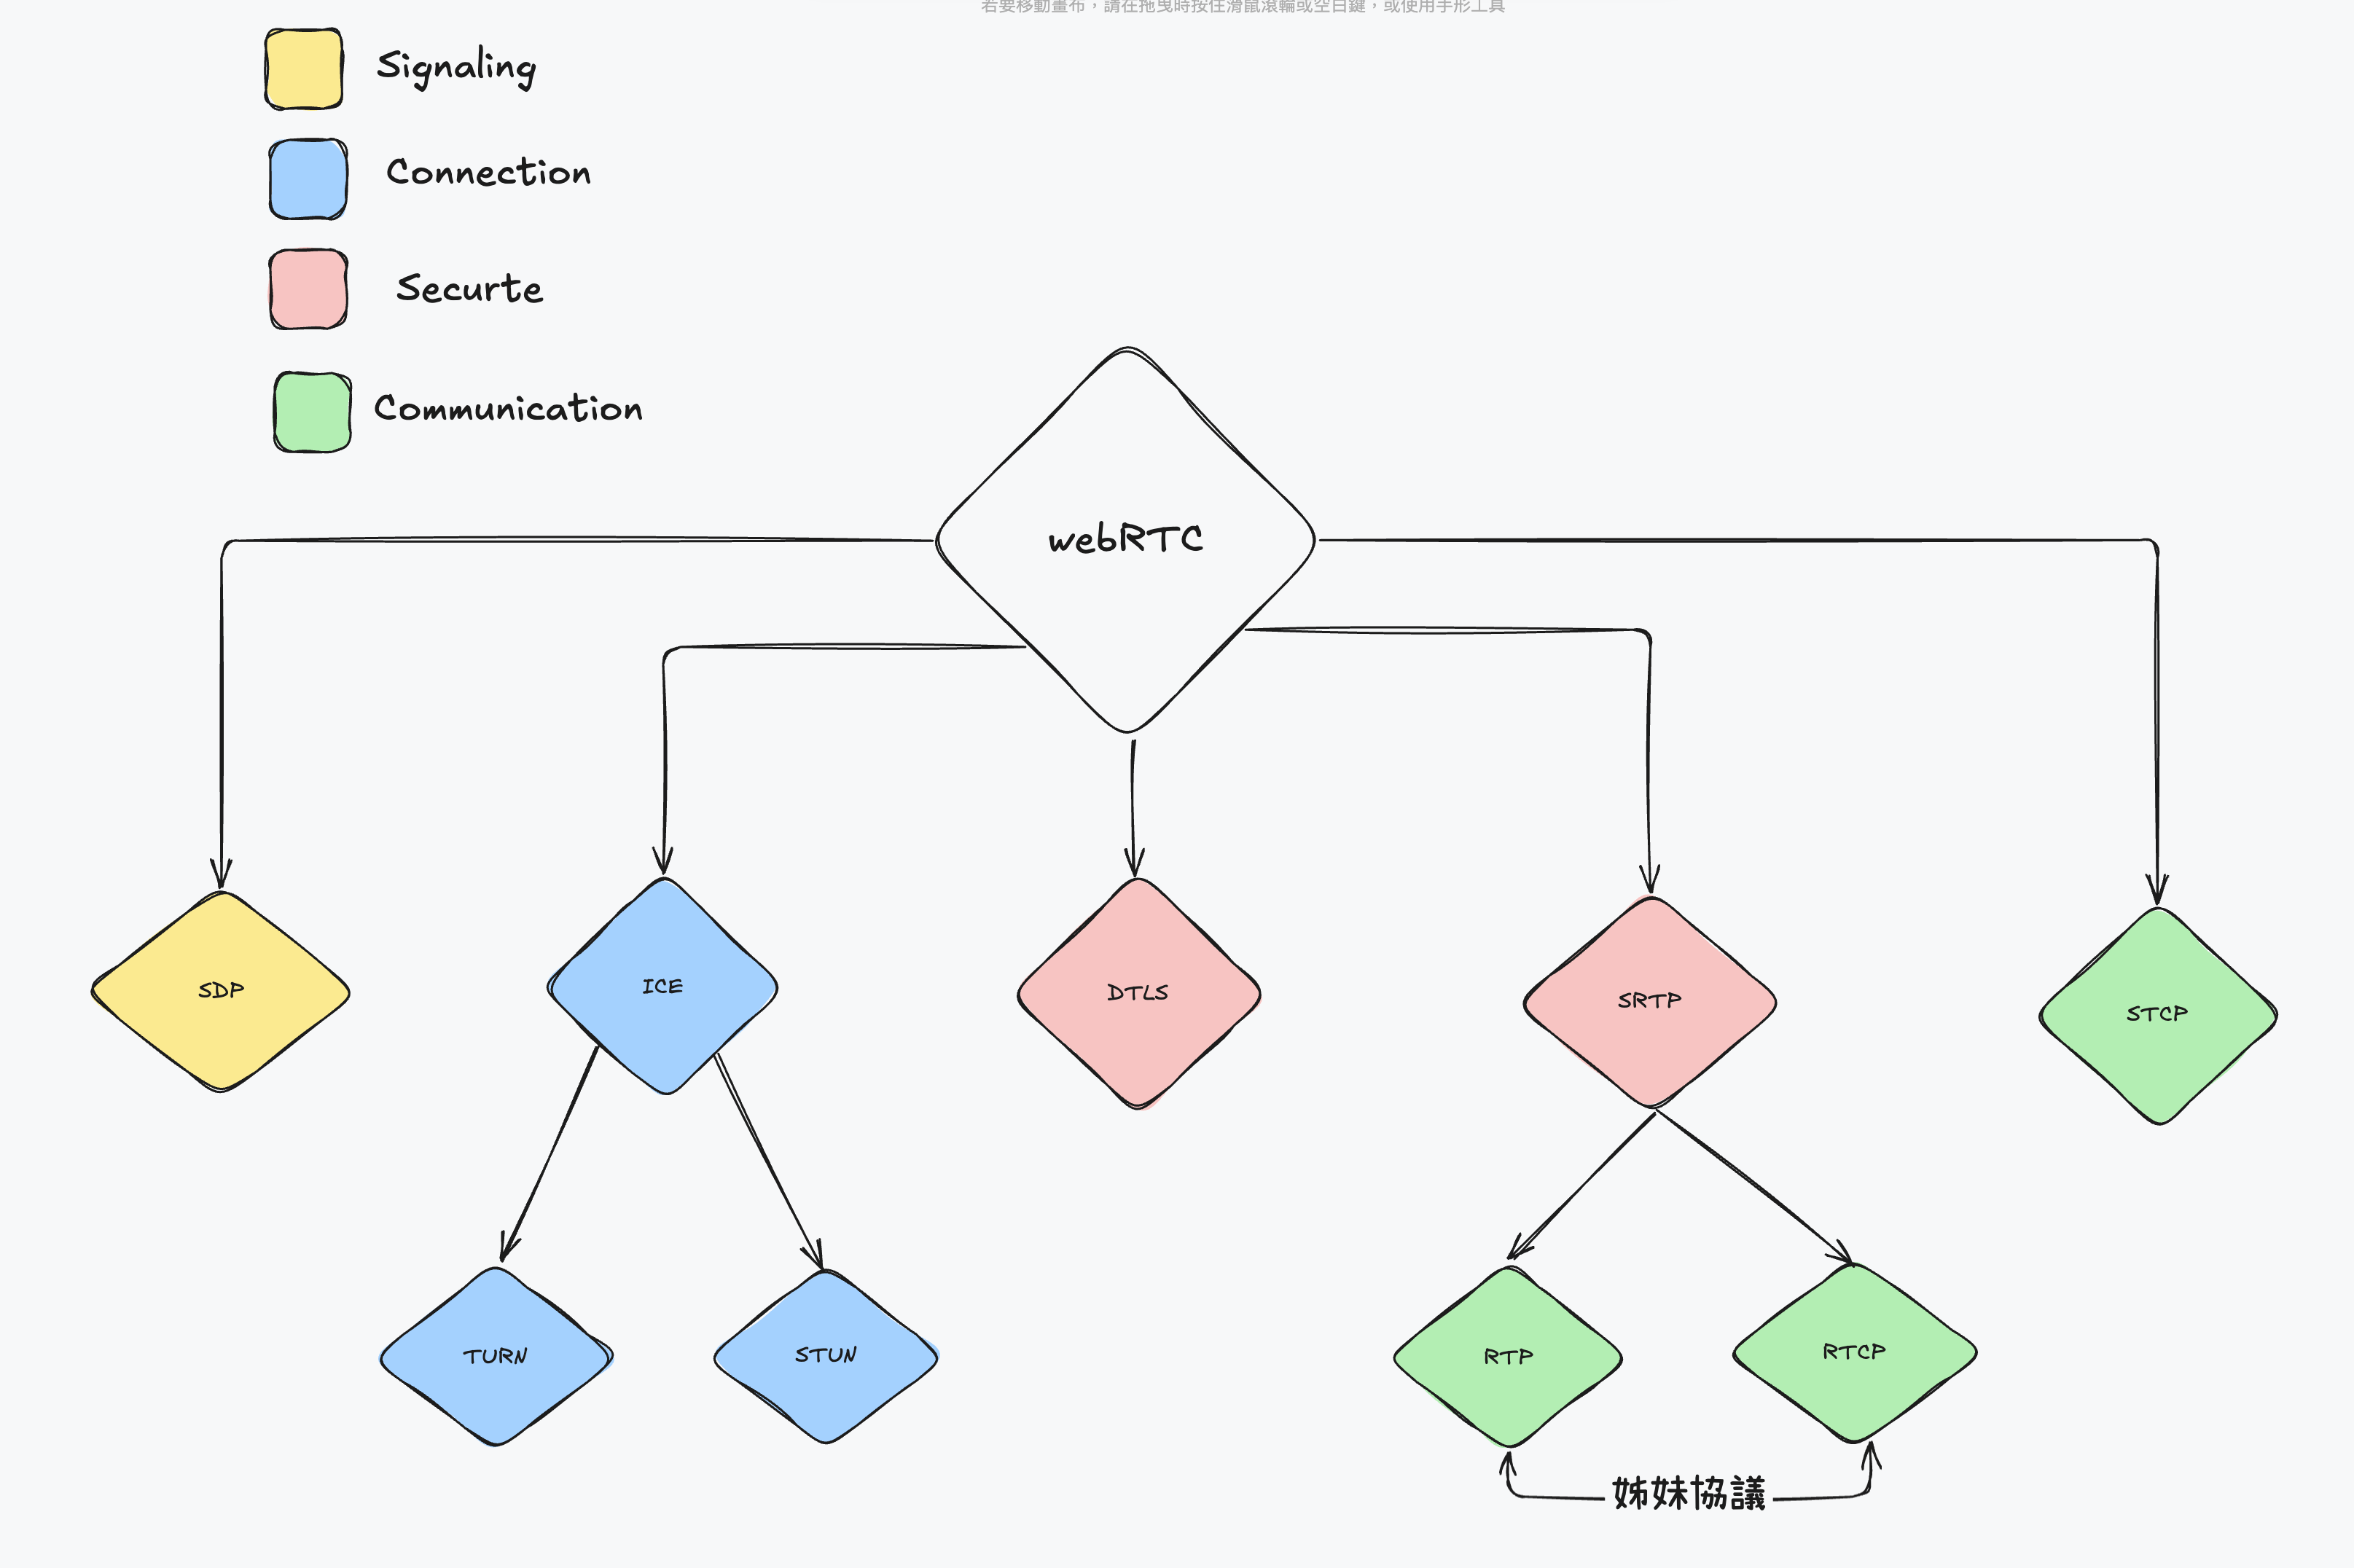 若要移動畫布，請在拖曳時按住滑鼠滾輪或空白鍵，或使用手形工具
Signaling
Connection
Securte
Communication
webRTC
SDP
ICE
DTLS
SRTP
STCP
TURN
STUN
RTP
RTCP
姊妹協議